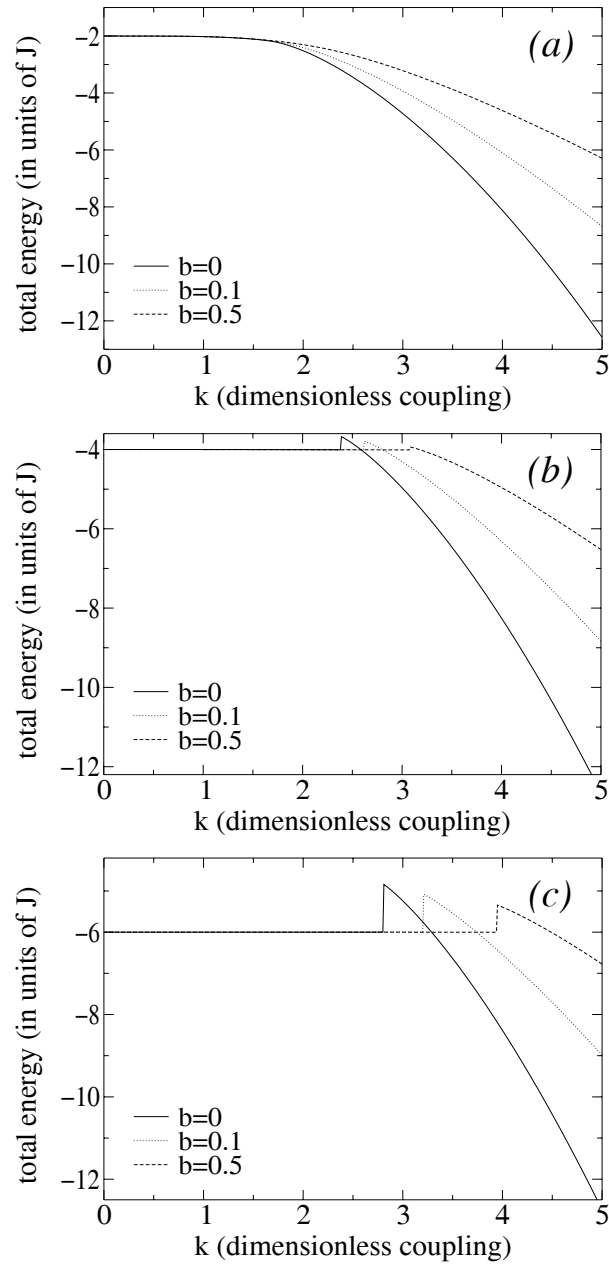 (a)
total energy (in units of J)
−2
−4
−6
−8
−10
−12
b=0
b=0.1
b=0.5
0 1 2 3 4 5
k (dimensionless coupling)
(b)
total energy (in units of J)
−4
−6
−8
−10
−12
b=0
b=0.1
b=0.5
0 1 2 3 4 5
k (dimensionless coupling)
(c)
total energy (in units of J)
−6
−8
−10
−12
b=0
b=0.1
b=0.5
0 1 2 3 4 5
k (dimensionless coupling)